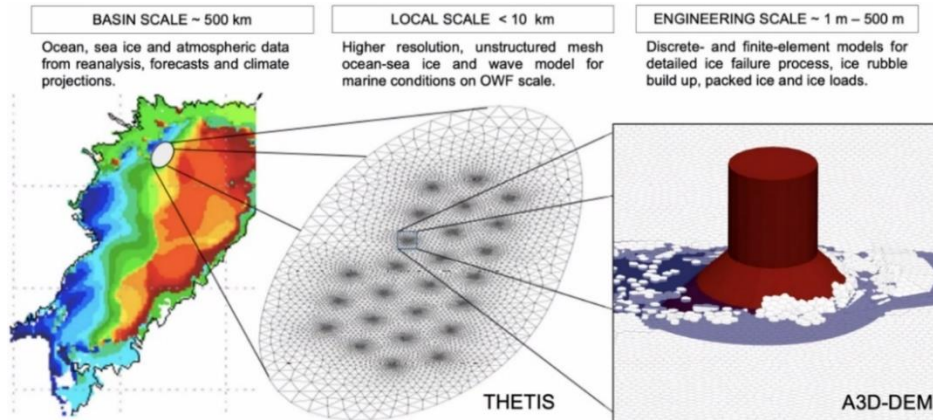 BASIN SCALE ~ 500 km
Ocean, sea ice and atmospheric data
from reanalysis, forecasts and climate
projections.
LOCAL SCALE < 10 km
Higher resolution, unstructured mesh
ocean-sea ice and wave model for
marine conditions on OWF scale.
ENGINEERING SCALE ~ 1 m – 500 m
Discrete- and finite-element models for
detailed ice failure process, ice rubble
build up, packed ice and ice loads.
THETIS
A3D-DEM